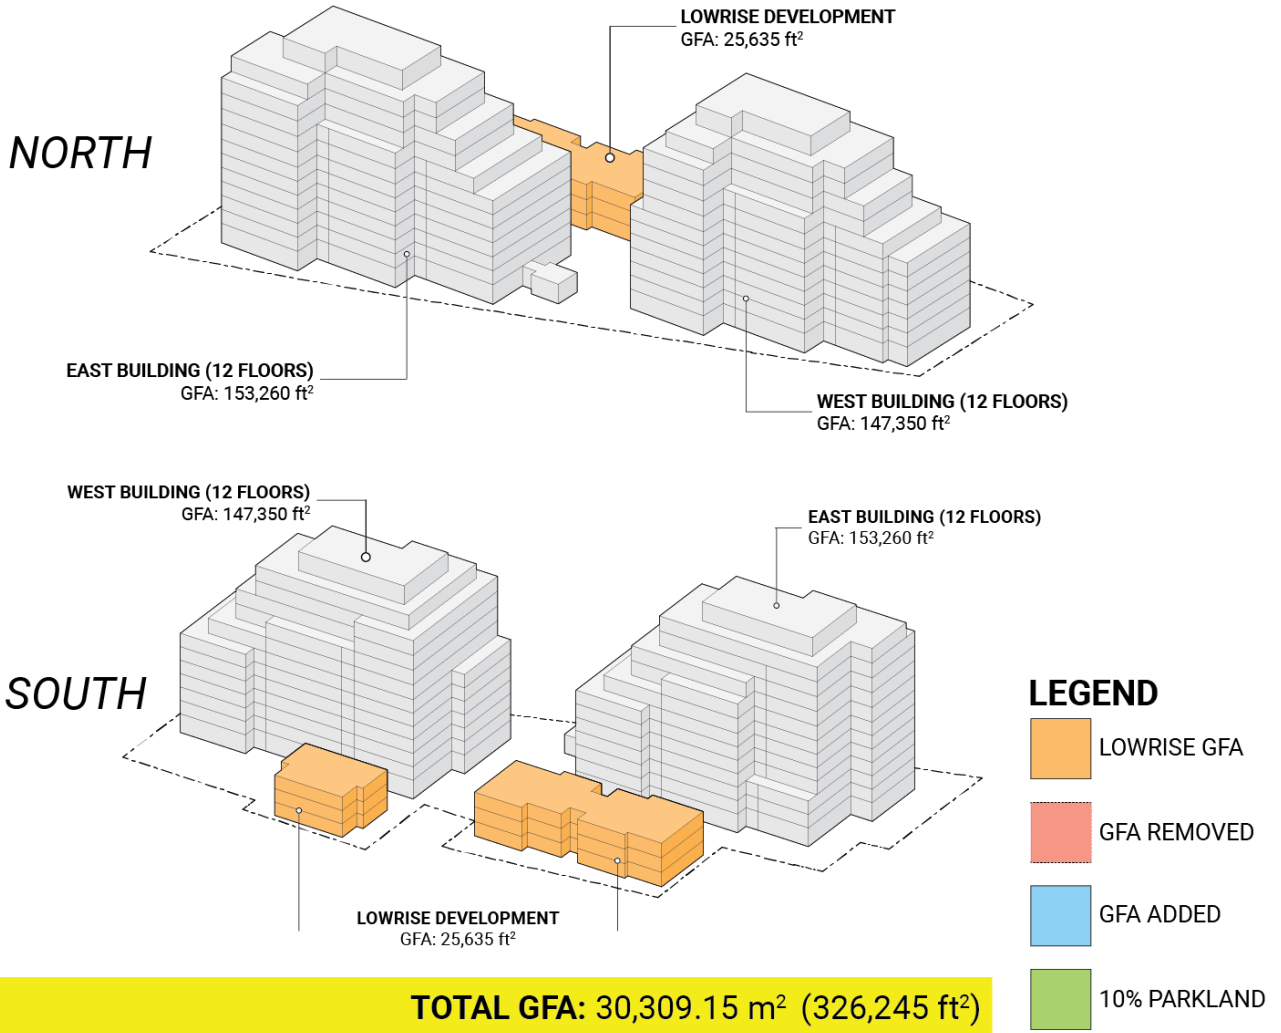 LOWRISE DEVELOPMENT
GFA: 25,635 ft²
NORTH
EAST BUILDING (12 FLOORS)
GFA: 153,260 ft²
WEST BUILDING (12 FLOORS)
GFA: 147,350 ft²
WEST BUILDING (12 FLOORS)
GFA: 147,350 ft²
EAST BUILDING (12 FLOORS)
GFA: 153,260 ft²
SOUTH
LOWRISE DEVELOPMENT
GFA: 25,635 ft²
LEGEND
LOWRISE GFA
GFA REMOVED
GFA ADDED
10% PARKLAND
TOTAL GFA: 30,309.15 m² (326,245 ft²)